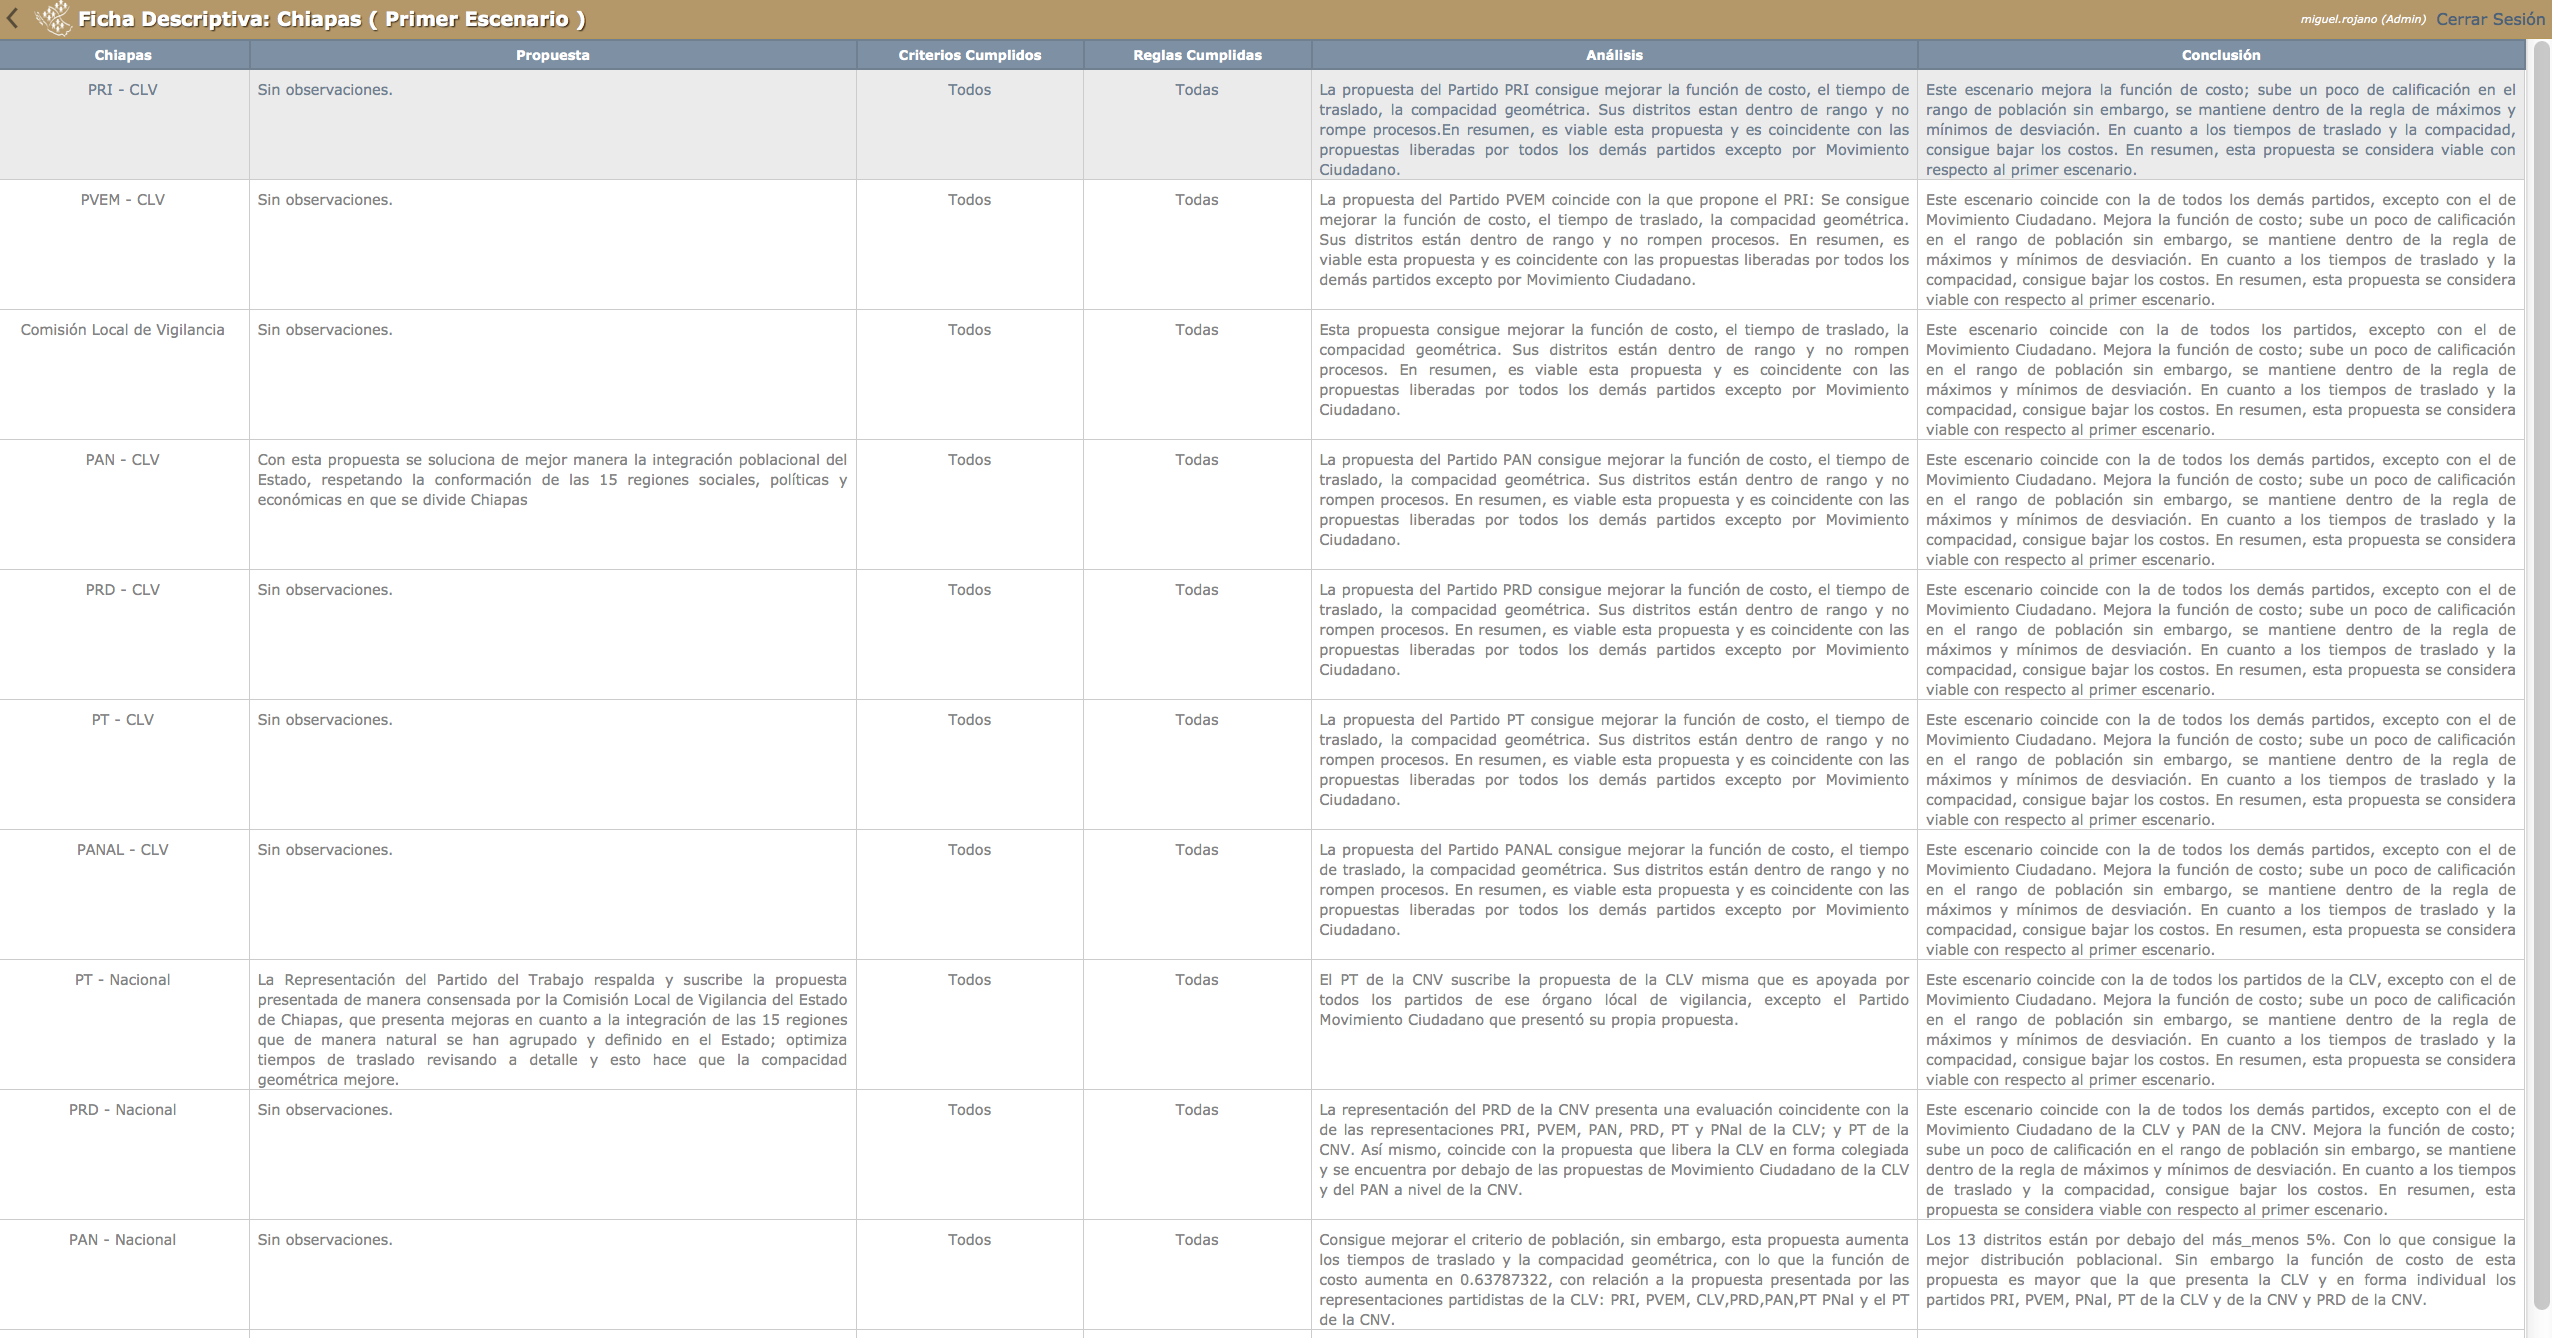 Ficha Descriptiva: Chiapas ( Primer Escenario )
miguel.rojano (Admin) Cerrar Sesión
Chiapas Propuesta Criterios Cumplidos Reglas Cumplidas Análisis Conclusión
PRI - CLV
Sin observaciones.
Todos
Todas
La propuesta del Partido PRI consigue mejorar la función de costo, el tiempo de
traslado, la compacidad geométrica. Sus distritos estan dentro de rango y no
rompe procesos.En resumen, es viable esta propuesta y es coincidente con las
propuestas liberadas por todos los demás partidos excepto por Movimiento
Ciudadano.
Este escenario mejora la función de costo; sube un poco de calificación en el
rango de población sin embargo, se mantiene dentro de la regla de máximos y
mínimos de desviación. En cuanto a los tiempos de traslado y la compacidad,
consigue bajar los costos. En resumen, esta propuesta se considera viable con
respecto al primer escenario.
PVEM - CLV
Sin observaciones.
Todos
Todas
La propuesta del Partido PVEM coincide con la que propone el PRI: Se consigue
mejorar la función de costo, el tiempo de traslado, la compacidad geométrica.
Sus distritos están dentro de rango y no rompen procesos. En resumen, es
viable esta propuesta y es coincidente con las propuestas liberadas por todos los
demás partidos excepto por Movimiento Ciudadano.
Este escenario coincide con la de todos los demás partidos, excepto con el de
Movimiento Ciudadano. Mejora la función de costo; sube un poco de calificación
en el rango de población sin embargo, se mantiene dentro de la regla de
máximos y mínimos de desviación. En cuanto a los tiempos de traslado y la
compacidad, consigue bajar los costos. En resumen, esta propuesta se considera
viable con respecto al primer escenario.
Comisión Local de Vigilancia
Sin observaciones.
Todos
Todas
Esta propuesta consigue mejorar la función de costo, el tiempo de traslado, la
compacidad geométrica. Sus distritos están dentro de rango y no rompen
procesos. En resumen, es viable esta propuesta y es coincidente con las
propuestas liberadas por todos los demás partidos excepto por Movimiento
Ciudadano.
Este escenario coincide con la de todos los partidos, excepto con el de
Movimiento Ciudadano. Mejora la función de costo; sube un poco de calificación
en el rango de población sin embargo, se mantiene dentro de la regla de
máximos y mínimos de desviación. En cuanto a los tiempos de traslado y la
compacidad, consigue bajar los costos. En resumen, esta propuesta se considera
viable con respecto al primer escenario.
PAN - CLV
Con esta propuesta se soluciona de mejor manera la integración poblacional del
Estado, respetando la conformación de las 15 regiones sociales, políticas y
económicas en que se divide Chiapas
Todos
Todas
La propuesta del Partido PAN consigue mejorar la función de costo, el tiempo de
traslado, la compacidad geométrica. Sus distritos están dentro de rango y no
rompen procesos. En resumen, es viable esta propuesta y es coincidente con las
propuestas liberadas por todos los demás partidos excepto por Movimiento
Ciudadano.
Este escenario coincide con la de todos los demás partidos, excepto con el de
Movimiento Ciudadano. Mejora la función de costo; sube un poco de calificación
en el rango de población sin embargo, se mantiene dentro de la regla de
máximos y mínimos de desviación. En cuanto a los tiempos de traslado y la
compacidad, consigue bajar los costos. En resumen, esta propuesta se considera
viable con respecto al primer escenario.
PRD - CLV
Sin observaciones.
Todos
Todas
La propuesta del Partido PRD consigue mejorar la función de costo, el tiempo de
traslado, la compacidad geométrica. Sus distritos están dentro de rango y no
rompen procesos. En resumen, es viable esta propuesta y es coincidente con las
propuestas liberadas por todos los demás partidos excepto por Movimiento
Ciudadano.
Este escenario coincide con la de todos los demás partidos, excepto con el de
Movimiento Ciudadano. Mejora la función de costo; sube un poco de calificación
en el rango de población sin embargo, se mantiene dentro de la regla de
máximos y mínimos de desviación. En cuanto a los tiempos de traslado y la
compacidad, consigue bajar los costos. En resumen, esta propuesta se considera
viable con respecto al primer escenario.
PT - CLV
Sin observaciones.
Todos
Todas
La propuesta del Partido PT consigue mejorar la función de costo, el tiempo de
traslado, la compacidad geométrica. Sus distritos están dentro de rango y no
rompen procesos. En resumen, es viable esta propuesta y es coincidente con las
propuestas liberadas por todos los demás partidos excepto por Movimiento
Ciudadano.
Este escenario coincide con la de todos los demás partidos, excepto con el de
Movimiento Ciudadano. Mejora la función de costo; sube un poco de calificación
en el rango de población sin embargo, se mantiene dentro de la regla de
máximos y mínimos de desviación. En cuanto a los tiempos de traslado y la
compacidad, consigue bajar los costos. En resumen, esta propuesta se considera
viable con respecto al primer escenario.
PANAL - CLV
Sin observaciones.
Todos
Todas
La propuesta del Partido PANAL consigue mejorar la función de costo, el tiempo
de traslado, la compacidad geométrica. Sus distritos están dentro de rango y no
rompen procesos. En resumen, es viable esta propuesta y es coincidente con las
propuestas liberadas por todos los demás partidos excepto por Movimiento
Ciudadano.
Este escenario coincide con la de todos los demás partidos, excepto con el de
Movimiento Ciudadano. Mejora la función de costo; sube un poco de calificación
en el rango de población sin embargo, se mantiene dentro de la regla de
máximos y mínimos de desviación. En cuanto a los tiempos de traslado y la
compacidad, consigue bajar los costos. En resumen, esta propuesta se considera
viable con respecto al primer escenario.
PT - Nacional
La Representación del Partido del Trabajo respalda y suscribe la propuesta
presentada de manera consensada por la Comisión Local de Vigilancia del Estado
de Chiapas, que presenta mejoras en cuanto a la integración de las 15 regiones
que de manera natural se han agrupado y definido en el Estado; optimiza
tiempos de traslado revisando a detalle y esto hace que la compacidad
geométrica mejore.
Todos
Todas
El PT de la CNV suscribe la propuesta de la CLV misma que es apoyada por
todos los partidos de ese órgano lócal de vigilancia, excepto el Partido
Movimiento Ciudadano que presentó su propia propuesta.
Este escenario coincide con la de todos los partidos de la CLV, excepto con el de
Movimiento Ciudadano. Mejora la función de costo; sube un poco de calificación
en el rango de población sin embargo, se mantiene dentro de la regla de
máximos y mínimos de desviación. En cuanto a los tiempos de traslado y la
compacidad, consigue bajar los costos. En resumen, esta propuesta se considera
viable con respecto al primer escenario.
PRD - Nacional
Sin observaciones.
Todos
Todas
La representación del PRD de la CNV presenta una evaluación coincidente con la
de las representaciones PRI, PVEM, PAN, PRD, PT y PNal de la CLV; y PT de la
CNV. Así mismo, coincide con la propuesta que libera la CLV en forma colegiada
y se encuentra por debajo de las propuestas de Movimiento Ciudadano de la CLV
y del PAN a nivel de la CNV.
Este escenario coincide con la de todos los demás partidos, excepto con el de
Movimiento Ciudadano de la CLV y PAN de la CNV. Mejora la función de costo;
sube un poco de calificación en el rango de población sin embargo, se mantiene
dentro de la regla de máximos y mínimos de desviación. En cuanto a los tiempos
de traslado y la compacidad, consigue bajar los costos. En resumen, esta
propuesta se considera viable con respecto al primer escenario.
PAN - Nacional
Sin observaciones.
Todos
Todas
Consigue mejorar el criterio de población, sin embargo, esta propuesta aumenta
los tiempos de traslado y la compacidad geométrica, con lo que la función de
costo aumenta en 0.63787322, con relación a la propuesta presentada por las
representaciones partidistas de la CLV: PRI, PVEM, CLV,PRD,PAN,PT PNal y el PT
de la CNV.
Los 13 distritos están por debajo del más_menos 5%. Con lo que consigue la
mejor distribución poblacional. Sin embargo la función de costo de esta
propuesta es mayor que la que presenta la CLV y en forma individual los
partidos PRI, PVEM, PNal, PT de la CLV y de la CNV y PRD de la CNV.